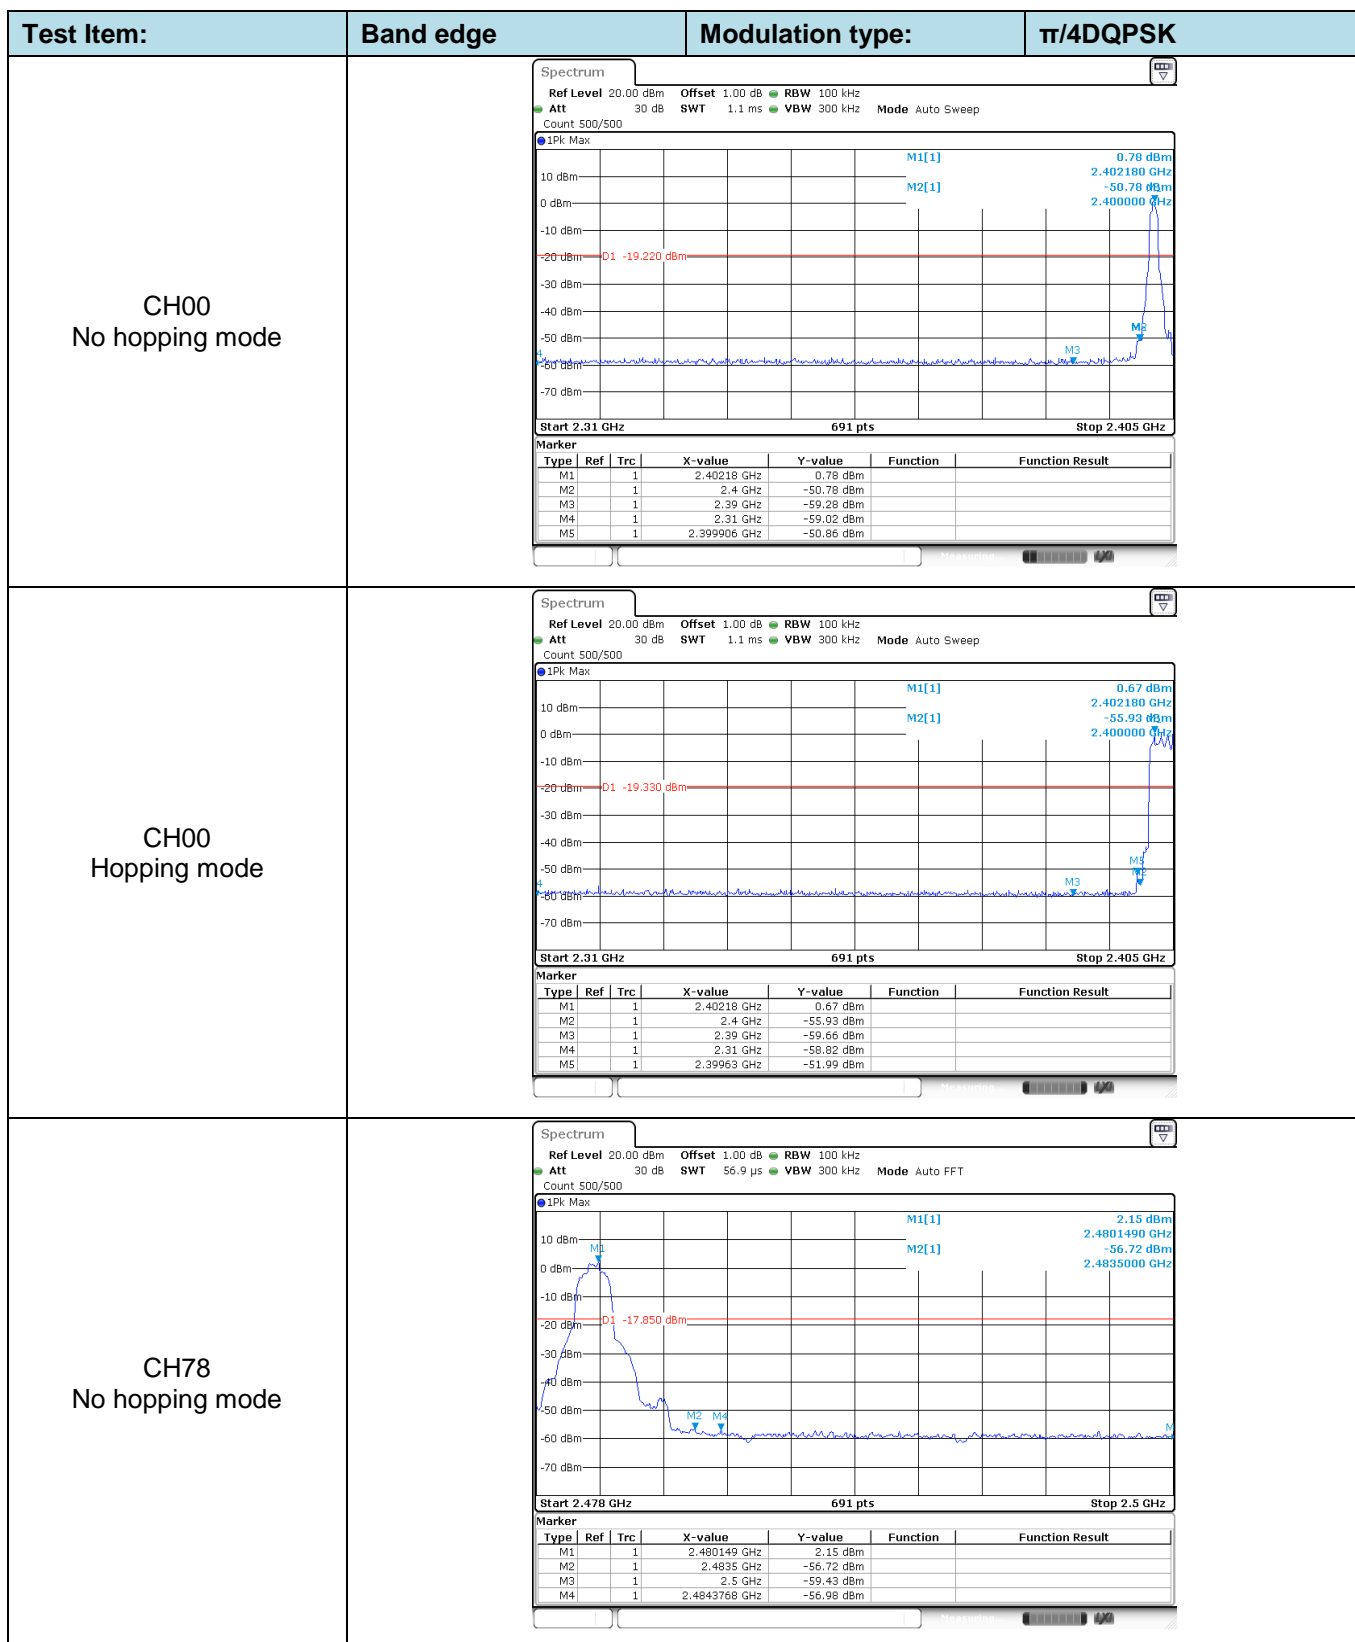 Test Item: Band edge Modulation type: π/4DQPSK
CH00
No hopping mode
Spectrum
Ref Level 20.00 dBm Offset 1.00 dB RBW 100 kHz
Att 30 dB SWT 1.1 ms VBW 300 kHz Mode Auto Sweep
Count 500/500
1Pk Max
M1[1] 0.78 dBm
2.402180 GHz
M2[1] -50.78 dBm
2.400000 GHz
10 dBm
0 dBm
-10 dBm
-20 dBm
D1 -19.220 dBm
-30 dBm
-40 dBm
-50 dBm
-60 dBm
-70 dBm
M2
M3
4
Start 2.31 GHz 691 pts Stop 2.405 GHz
Marker
Type Ref Trc X-value Y-value Function Function Result
M1 1 2.40218 GHz 0.78 dBm
M2 1 2.4 GHz -50.78 dBm
M3 1 2.39 GHz -59.28 dBm
M4 1 2.31 GHz -59.02 dBm
M5 1 2.399906 GHz -50.86 dBm
Measuring...
CH00
Hopping mode
Spectrum
Ref Level 20.00 dBm Offset 1.00 dB RBW 100 kHz
Att 30 dB SWT 1.1 ms VBW 300 kHz Mode Auto Sweep
Count 500/500
1Pk Max
M1[1] 0.67 dBm
2.402180 GHz
M2[1] -55.93 dBm
2.400000 GHz
10 dBm
0 dBm
-10 dBm
-20 dBm
D1 -19.330 dBm
-30 dBm
-40 dBm
-50 dBm
-60 dBm
-70 dBm
M5
M2
M3
4
Start 2.31 GHz 691 pts Stop 2.405 GHz
Marker
Type Ref Trc X-value Y-value Function Function Result
M1 1 2.40218 GHz 0.67 dBm
M2 1 2.4 GHz -55.93 dBm
M3 1 2.39 GHz -59.66 dBm
M4 1 2.31 GHz -58.82 dBm
M5 1 2.39963 GHz -51.99 dBm
Measuring...
CH78
No hopping mode
Spectrum
Ref Level 20.00 dBm Offset 1.00 dB RBW 100 kHz
Att 30 dB SWT 56.9 µs VBW 300 kHz Mode Auto FFT
Count 500/500
1Pk Max
M1[1] 2.15 dBm
2.4801490 GHz
M2[1] -56.72 dBm
2.4835000 GHz
10 dBm
M1
0 dBm
-10 dBm
-20 dBm
D1 -17.850 dBm
-30 dBm
-40 dBm
-50 dBm
M2 M4
M
-60 dBm
-70 dBm
Start 2.478 GHz 691 pts Stop 2.5 GHz
Marker
Type Ref Trc X-value Y-value Function Function Result
M1 1 2.480149 GHz 2.15 dBm
M2 1 2.4835 GHz -56.72 dBm
M3 1 2.5 GHz -59.43 dBm
M4 1 2.4843768 GHz -56.98 dBm
Measuring...